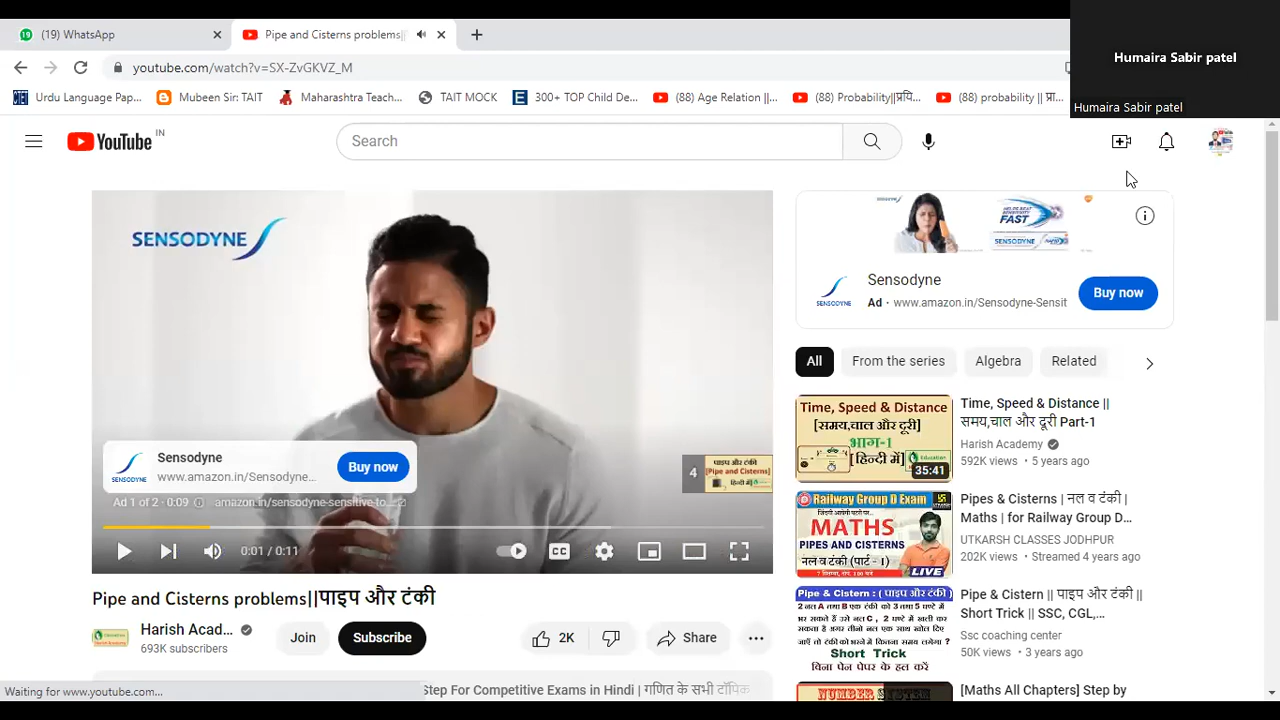 (19) WhatsApp
Pipe and Cisterns problems||
Humaira Sabir patel
Humaira Sabir patel
youtube.com/watch?v=SX-ZvGKVZ_M
Urdu Language Pap...
Mubeen Sir: TAIT
Maharashtra Teach...
TAIT MOCK
300+ TOP Child De...
(88) Age Relation ||...
(88) Probability||प्रायि...
(88) probability || प्रा...
YouTube IN
Search
SENSODYNE
Sensodyne
www.amazon.in/Sensodyne...
Buy now
Ad 1 of 2 · 0:09
amazon.in/sensodyne-sensitive-to...
4
पाइप और टंकी
[Pipe and Cisterns]
0:01 / 0:11
CC
Pipe and Cisterns problems||पाइप और टंकी
Harish Acad...
693K subscribers
Join
Subscribe
2K
Share
Step For Competitive Exams in Hindi | गणित के सभी टॉपिक
Waiting for www.youtube.com...
FAST
SENSODYNE
Sensodyne
Ad · www.amazon.in/Sensodyne-Sensit
Buy now
All
From the series
Algebra
Related
Time, Speed & Distance
[समय,चाल और दूरी]
भाग-1
[हिन्दी में]
35:41
Time, Speed & Distance ||
समय,चाल और दूरी Part-1
Harish Academy
592K views • 5 years ago
Railway Group D Exam
MATHS
PIPES AND CISTERNS
नल व टंकी (पार्ट - 1)
LIVE
Pipes & Cisterns | नल व टंकी |
Maths | for Railway Group D...
UTKARSH CLASSES JODHPUR
202K views • Streamed 4 years ago
Pipe & Cistern : ( पाइप और टंकी )
Short Trick
बिना पेन पेपर के हल करें
Pipe & Cistern || पाइप और टंकी ||
Short Trick || SSC, CGL,...
Ssc coaching center
50K views • 3 years ago
NUMBER
[Maths All Chapters] Step by